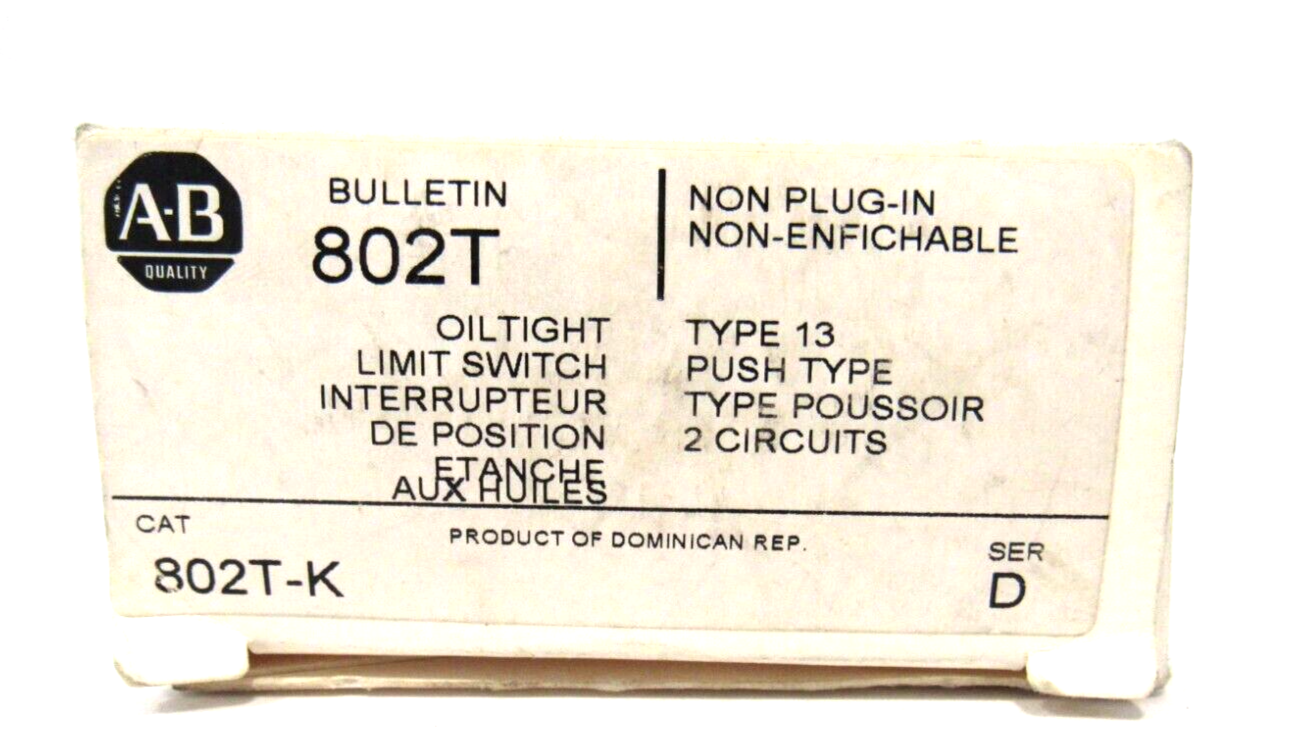 A-B
QUALITY
BULLETIN
802T
NON PLUG-IN
NON-ENFICHABLE
OILTIGHT
LIMIT SWITCH
INTERRUPTEUR
DE POSITION
ETANCHE
AUX HUILES
TYPE 13
PUSH TYPE
TYPE POUSSOIR
2 CIRCUITS
CAT
802T-K
PRODUCT OF DOMINICAN REP.
SER
D